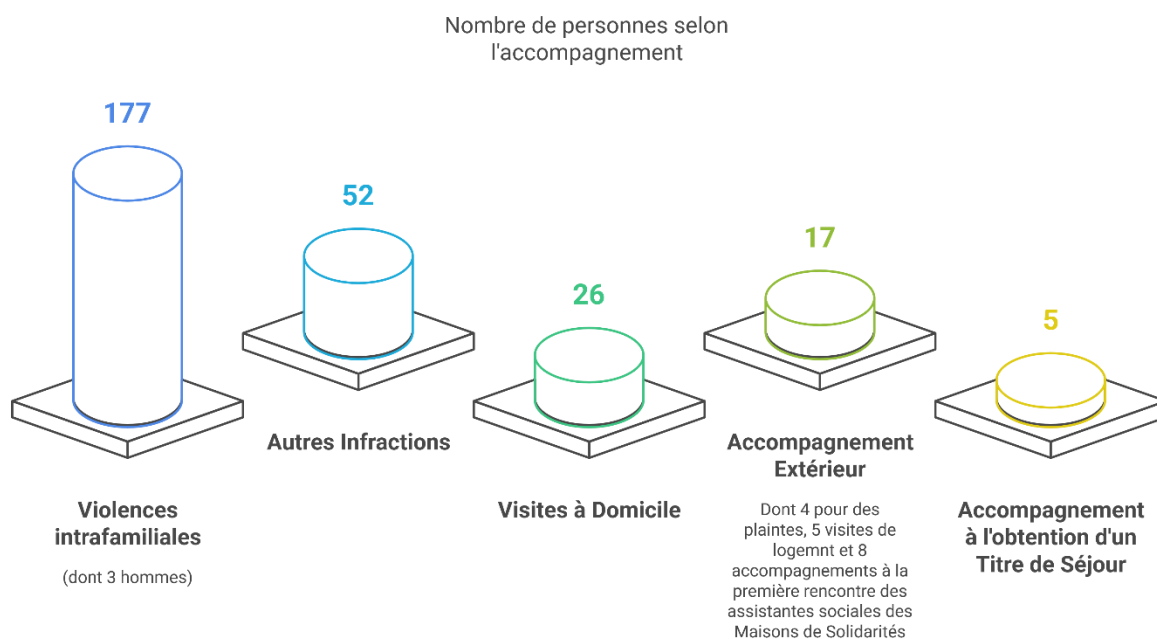 Nombre de personnes selon
l'accompagnement
177
Violences
intrafamiliales
(dont 3 hommes)
52
Autres Infractions
26
Visites à Domicile
17
Accompagnement
Extérieur
Dont 4 pour des
plaintes, 5 visites de
logemnt et 8
accompagnements à la
première rencontre des
assistantes sociales des
Maisons de Solidarités
5
Accompagnement
à l'obtention d'un
Titre de Séjour